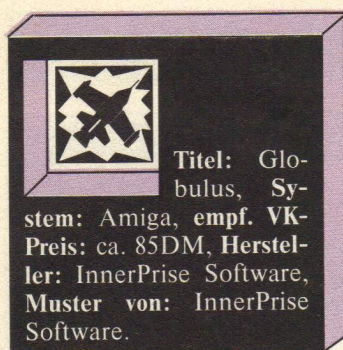 Titel: Glo-
bulus, Sy-
stem: Amiga, empf. VK-
Preis: ca. 85DM, Herstel-
ler: InnerPrise Software,
Muster von: InnerPrise
Software.